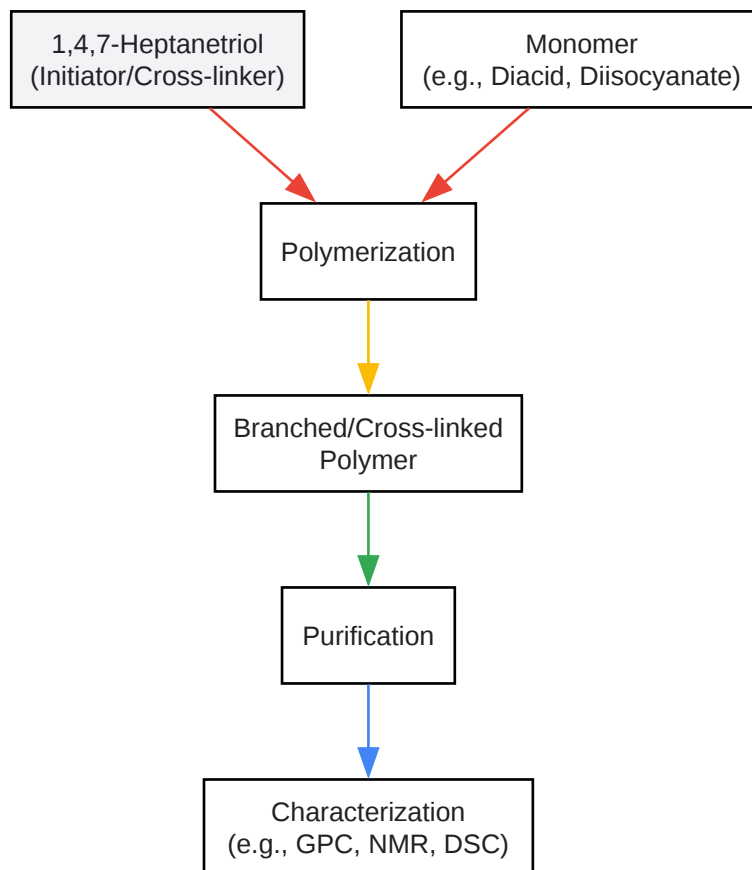 1,4,7-Heptanetriol
(Initiator/Cross-linker)
Monomer
(e.g., Diacid, Diisocyanate)
Polymerization
Branched/Cross-linked
Polymer
Purification
Characterization
(e.g., GPC, NMR, DSC)